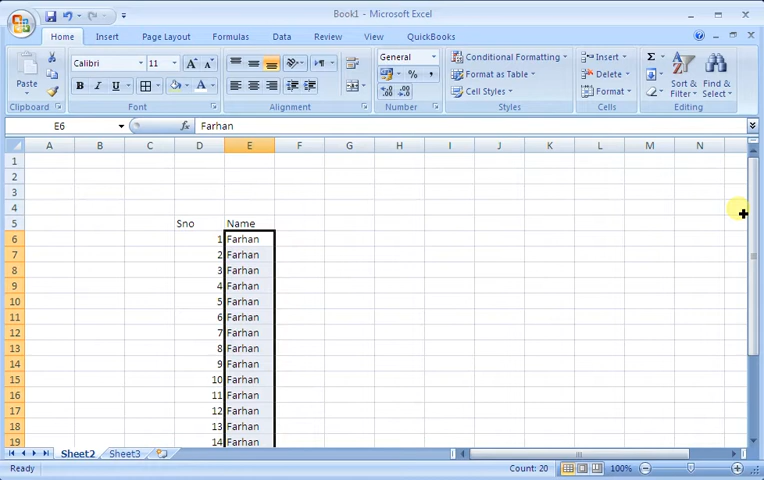 Book1 - Microsoft Excel
Home Insert Page Layout Formulas Data Review View QuickBooks
Paste
Clipboard
Calibri 11
B I U
Font
Alignment
General
% ,
Number
Conditional Formatting
Format as Table
Cell Styles
Styles
Insert
Delete
Format
Cells
Σ
Sort & Filter
Find & Select
Editing
E6 fx Farhan
A B C D E F G H I J K L M N
1
2
3
4
5 Sno Name
6 1 Farhan
7 2 Farhan
8 3 Farhan
9 4 Farhan
10 5 Farhan
11 6 Farhan
12 7 Farhan
13 8 Farhan
14 9 Farhan
15 10 Farhan
16 11 Farhan
17 12 Farhan
18 13 Farhan
19 14 Farhan
Sheet2 Sheet3
Ready Count: 20 100%